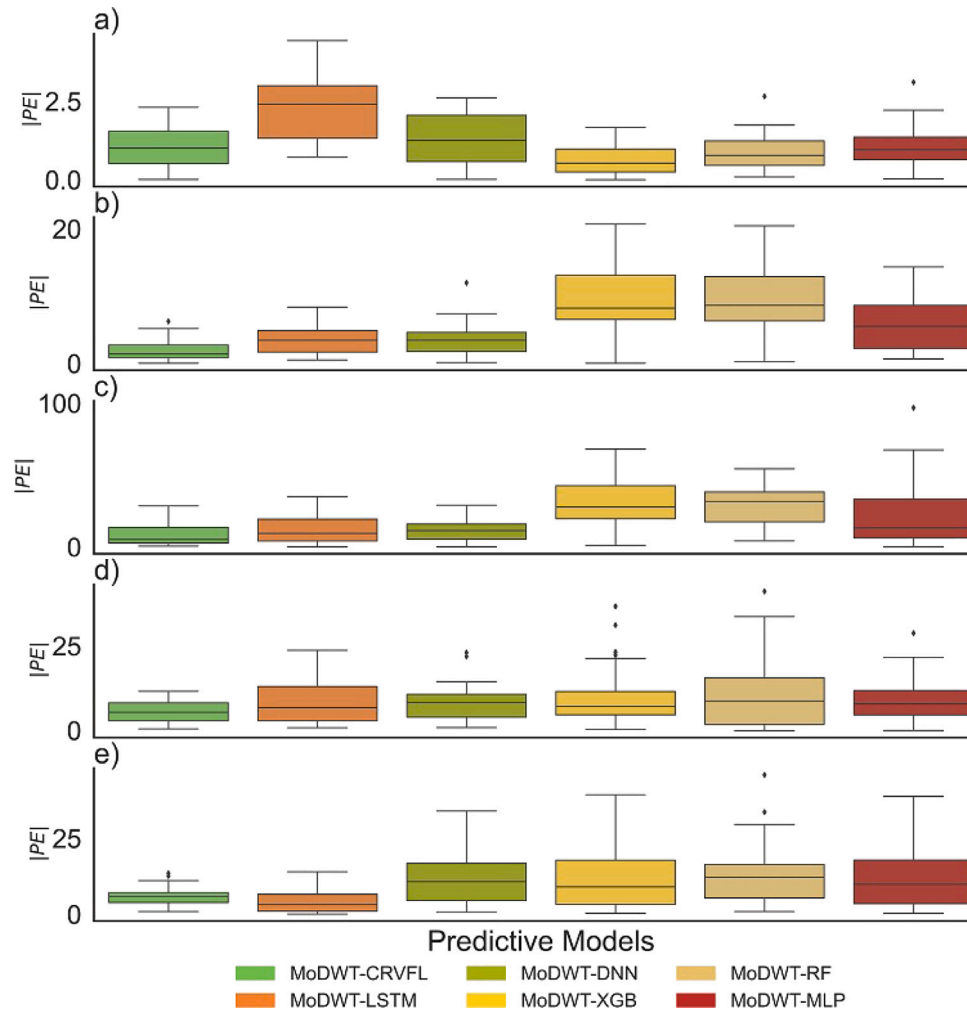 a)
|PE|
2.5
0.0
b)
|PE|
20
0
c)
|PE|
100
0
d)
|PE|
25
0
e)
|PE|
25
0
Predictive Models
MoDWT-CRVFL MoDWT-DNN MoDWT-RF
MoDWT-LSTM MoDWT-XGB MoDWT-MLP